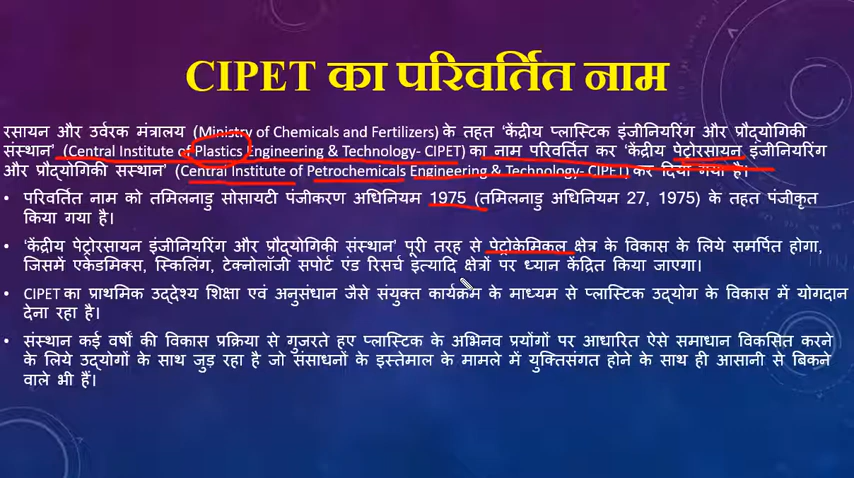 CIPET का परिवर्तित नाम
रसायन और उर्वरक मंत्रालय (Ministry of Chemicals and Fertilizers) के तहत ‘केंद्रीय प्लास्टिक इंजीनियरिंग और प्रौद्योगिकी
संस्थान’ (Central Institute of Plastics Engineering & Technology- CIPET) का नाम परिवर्तित कर ‘केंद्रीय पेट्रोरसायन इंजीनियरिंग
और प्रौद्योगिकी संस्थान’ (Central Institute of Petrochemicals Engineering & Technology- CIPET) कर दिया गया है।
• परिवर्तित नाम को तमिलनाडु सोसायटी पंजीकरण अधिनियम 1975 (तमिलनाडु अधिनियम 27, 1975) के तहत पंजीकृत
किया गया है।
• ‘केंद्रीय पेट्रोरसायन इंजीनियरिंग और प्रौद्योगिकी संस्थान’ पूरी तरह से पेट्रोकेमिकल क्षेत्र के विकास के लिये समर्पित होगा,
जिसमें एकेडमिक्स, स्किलिंग, टेक्नोलॉजी सपोर्ट एंड रिसर्च इत्यादि क्षेत्रों पर ध्यान केंद्रित किया जाएगा।
• CIPET का प्राथमिक उद्देश्य शिक्षा एवं अनुसंधान जैसे संयुक्त कार्यक्रम के माध्यम से प्लास्टिक उद्योग के विकास में योगदान
देना रहा है।
• संस्थान कई वर्षों की विकास प्रक्रिया से गुजरते हुए प्लास्टिक के अभिनव प्रयोंगों पर आधारित ऐसे समाधान विकसित करने
के लिये उद्योगों के साथ जुड़ रहा है जो संसाधनों के इस्तेमाल के मामले में युक्तिसंगत होने के साथ ही आसानी से बिकने
वाले भी हैं।